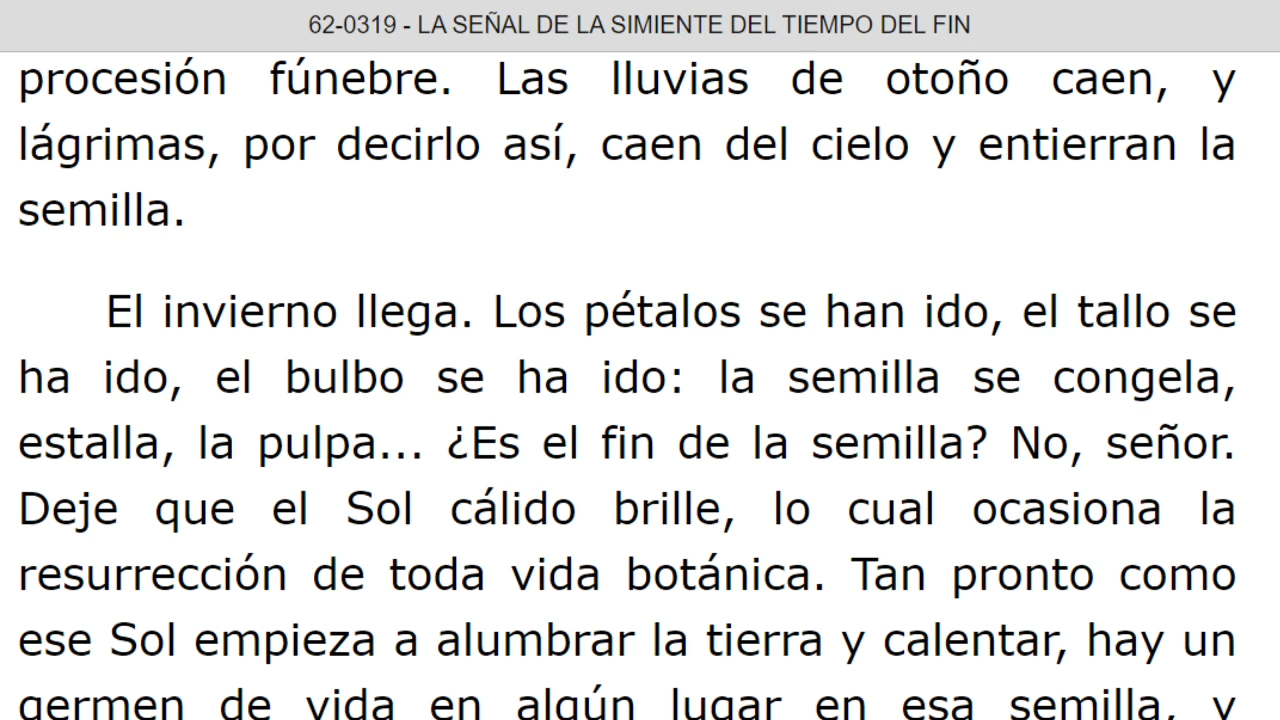 62-0319 - LA SEÑAL DE LA SIMIENTE DEL TIEMPO DEL FIN
procesión fúnebre. Las lluvias de otoño caen, y
lágrimas, por decirlo así, caen del cielo y entierran la
semilla.
El invierno llega. Los pétalos se han ido, el tallo se
ha ido, el bulbo se ha ido: la semilla se congela,
estalla, la pulpa... ¿Es el fin de la semilla? No, señor.
Deje que el Sol cálido brille, lo cual ocasiona la
resurrección de toda vida botánica. Tan pronto como
ese Sol empieza a alumbrar la tierra y calentar, hay un
germen de vida en algún lugar en esa semilla, y